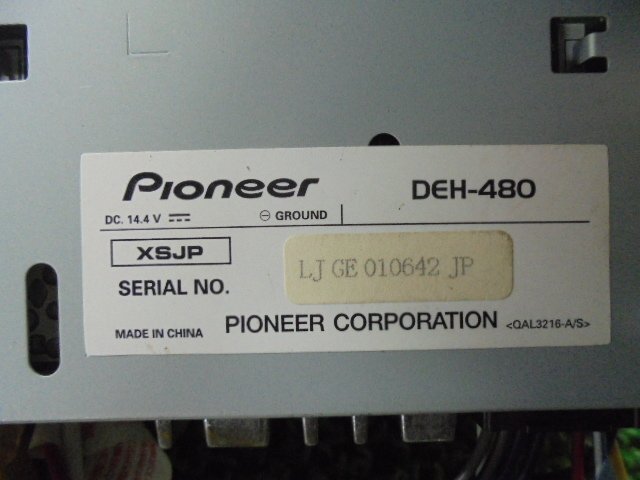 Pioneer DEH-480
DC. 14.4 V ⎓ ⊖ GROUND
XSJP
SERIAL NO. LJ GE 010642 JP
MADE IN CHINA PIONEER CORPORATION <QAL3216-A/S>